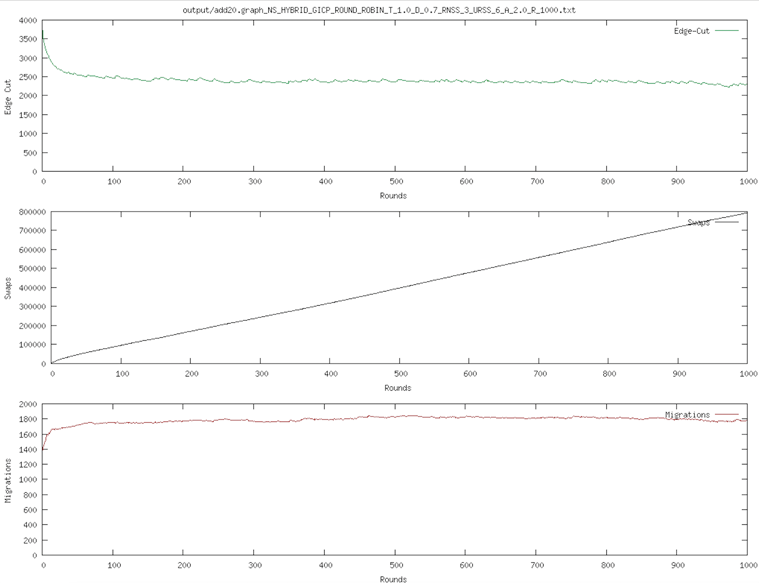 output/add20.graph_NS_HYBRID_GICP_ROUND_ROBIN_T_1.0_D_0.7_RNSS_3_URSS_6_A_2.0_R_1000.txt
4000
Edge-Cut
3500
3000
2500
2000
1500
1000
500
0
Edge Cut
0 100 200 300 400 500 600 700 800 900 1000
Rounds
800000
Swaps
700000
600000
500000
400000
300000
200000
100000
0
Swaps
0 100 200 300 400 500 600 700 800 900 1000
Rounds
2000
Migrations
1800
1600
1400
1200
1000
800
600
400
200
0
Migrations
0 100 200 300 400 500 600 700 800 900 1000
Rounds